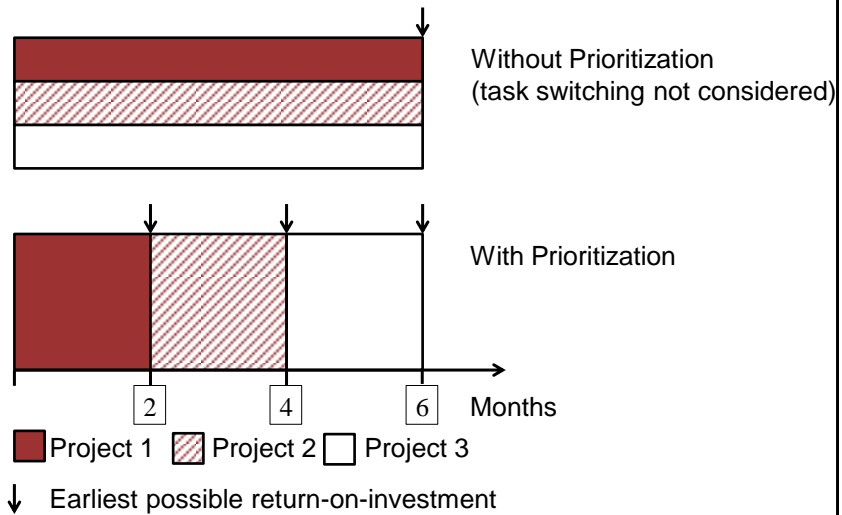 Without Prioritization
(task switching not considered)
With Prioritization
2 4 6 Months
Project 1 Project 2 Project 3
Earliest possible return-on-investment